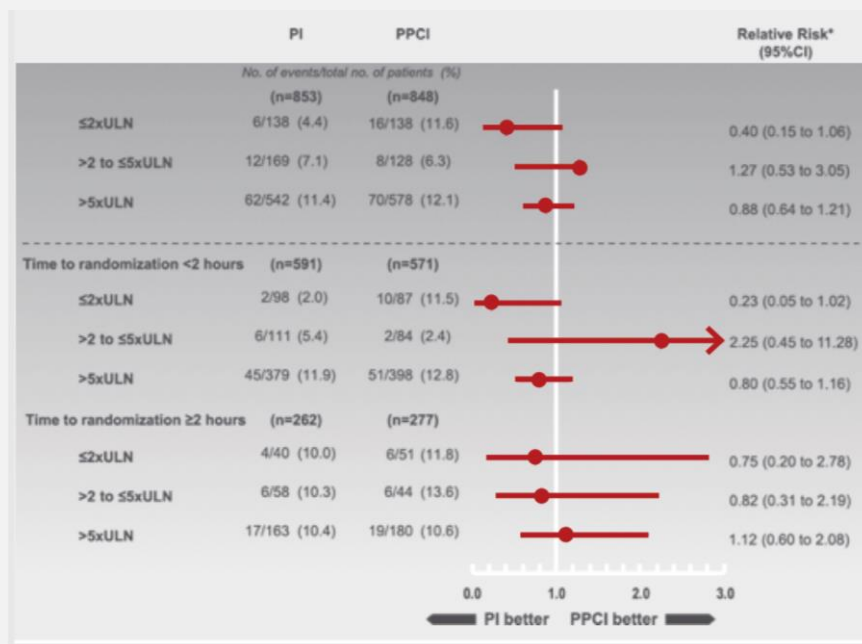 PI PPCI Relative Risk* (95%CI)
No. of events/total no. of patients (%)
(n=853) (n=848)
≤2xULN 6/138 (4.4) 16/138 (11.6) 0.40 (0.15 to 1.06)
>2 to ≤5xULN 12/169 (7.1) 8/128 (6.3) 1.27 (0.53 to 3.05)
>5xULN 62/542 (11.4) 70/578 (12.1) 0.88 (0.64 to 1.21)
Time to randomization <2 hours (n=591) (n=571)
≤2xULN 2/98 (2.0) 10/87 (11.5) 0.23 (0.05 to 1.02)
>2 to ≤5xULN 6/111 (5.4) 2/84 (2.4) 2.25 (0.45 to 11.28)
>5xULN 45/379 (11.9) 51/398 (12.8) 0.80 (0.55 to 1.16)
Time to randomization ≥2 hours (n=262) (n=277)
≤2xULN 4/40 (10.0) 6/51 (11.8) 0.75 (0.20 to 2.78)
>2 to ≤5xULN 6/58 (10.3) 6/44 (13.6) 0.82 (0.31 to 2.19)
>5xULN 17/163 (10.4) 19/180 (10.6) 1.12 (0.60 to 2.08)
0.0 1.0 2.0 3.0
PI better PPCI better